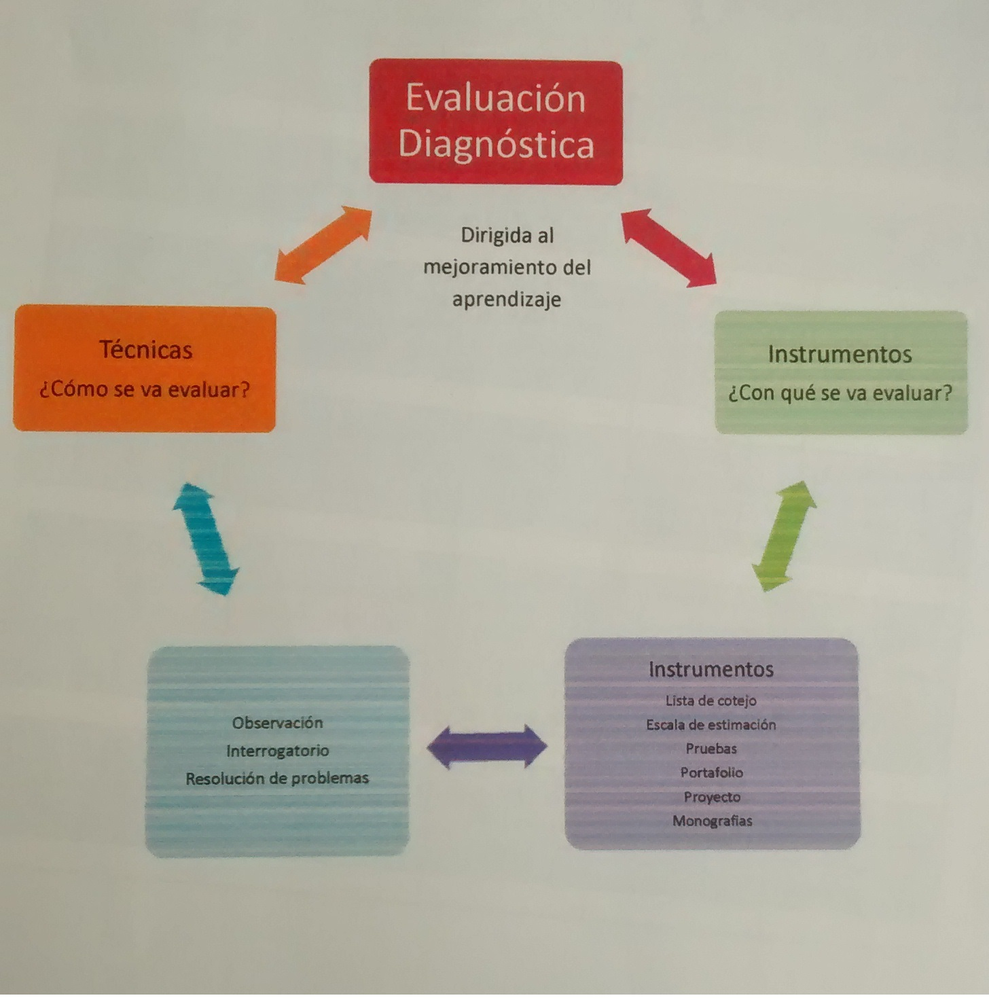 Evaluación
Diagnóstica
Dirigida al
mejoramiento del
aprendizaje
Técnicas
¿Cómo se va evaluar?
Instrumentos
¿Con qué se va evaluar?
Observación
Interrogatorio
Resolución de problemas
Instrumentos
Lista de cotejo
Escala de estimación
Pruebas
Portafolio
Proyecto
Monografias